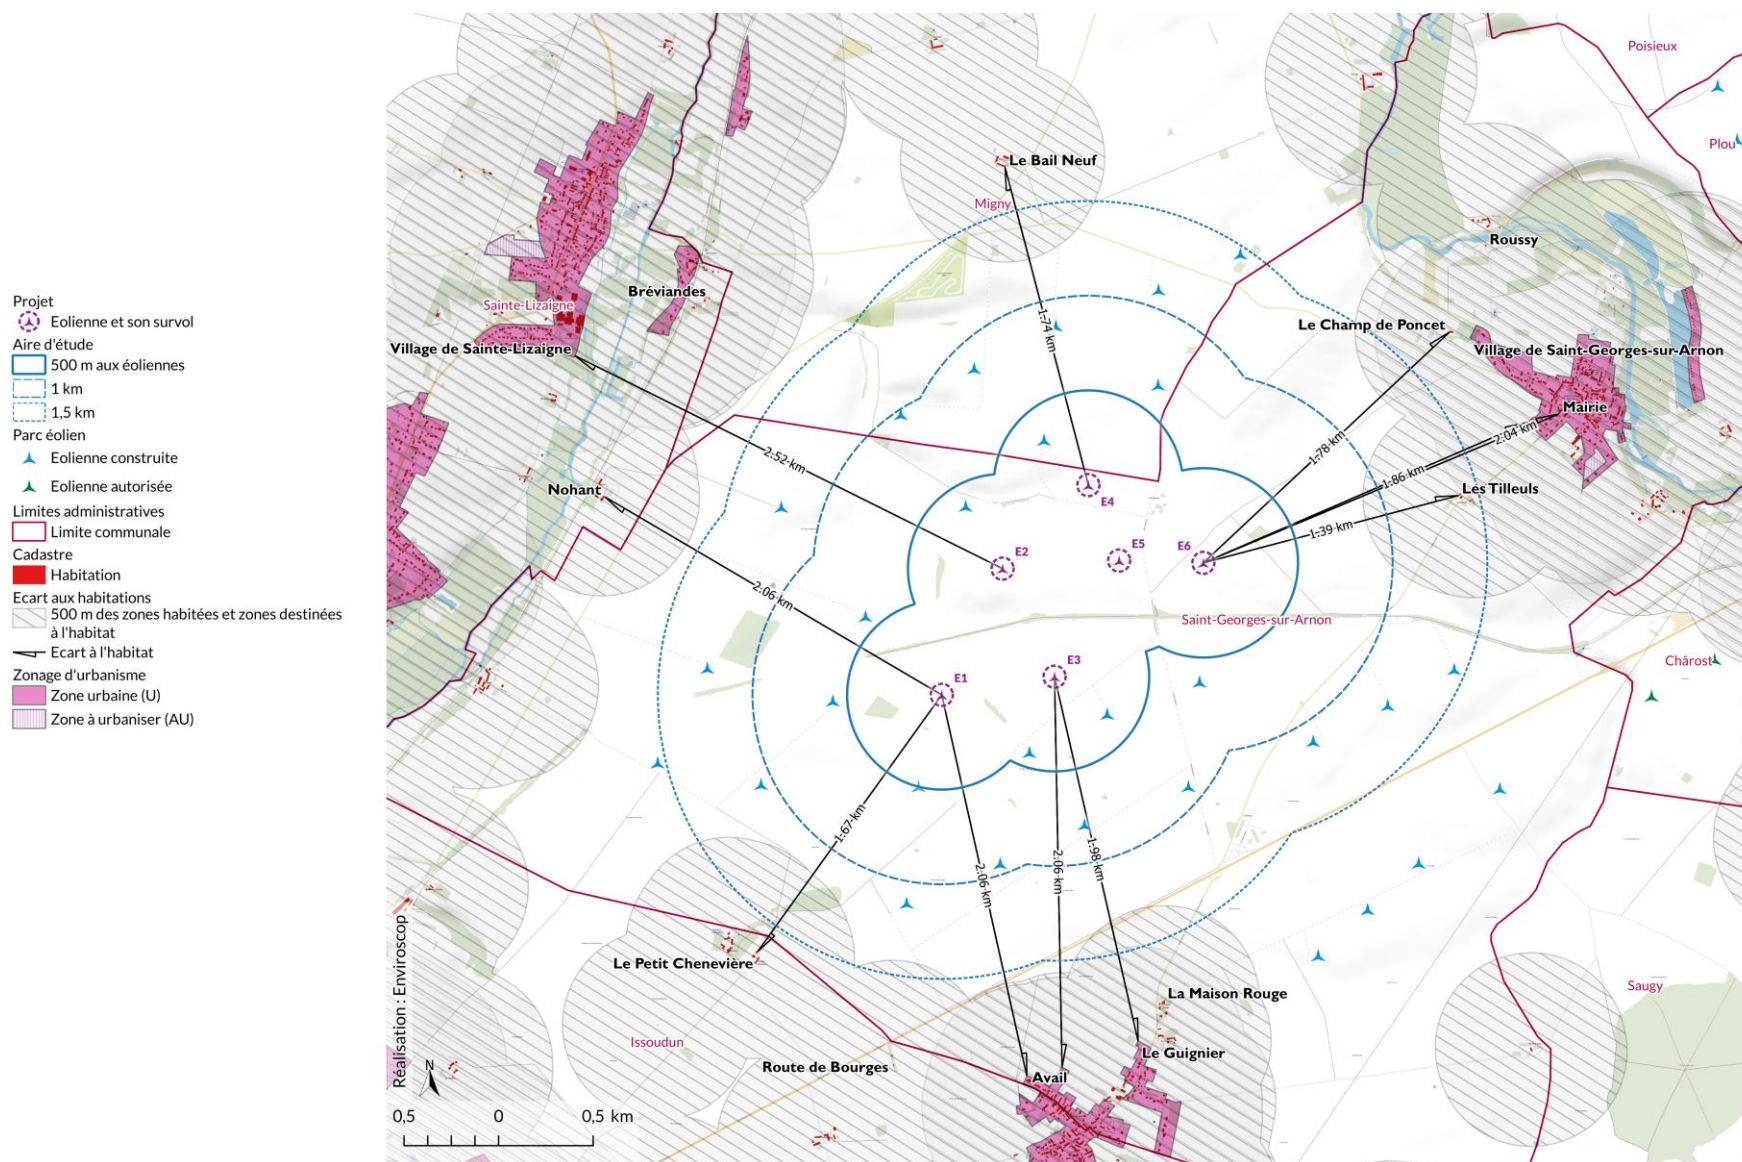 Projet
Eolienne et son survol
Aire d'étude
500 m aux éoliennes
1 km
1,5 km
Parc éolien
Eolienne construite
Eolienne autorisée
Limites administratives
Limite communale
Cadastre
Habitation
Ecart aux habitations
500 m des zones habitées et zones destinées
à l'habitat
Ecart à l'habitat
Zonage d'urbanisme
Zone urbaine (U)
Zone à urbaniser (AU)
Réalisation : Enviroscop
N
0,5 0 0,5 km
Poisieux
Plou
Le Bail Neuf
Migny
Roussy
Bréviandes
Sainte-Lizaigne
Village de Sainte-Lizaigne
Le Champ de Poncet
Village de Saint-Georges-sur-Arnon
Mairie
1.74 km
1.78 km
2.04 km
2.52 km
1.86 km
Nohant
Les Tilleuls
E4
1.39 km
E2
E5
E6
2.06 km
Saint-Georges-sur-Arnon
E3
E1
Chârost
1.67 km
2.06 km
2.06 km
1.98 km
Le Petit Chenevière
La Maison Rouge
Saugy
Issoudun
Le Guignier
Route de Bourges
Avail